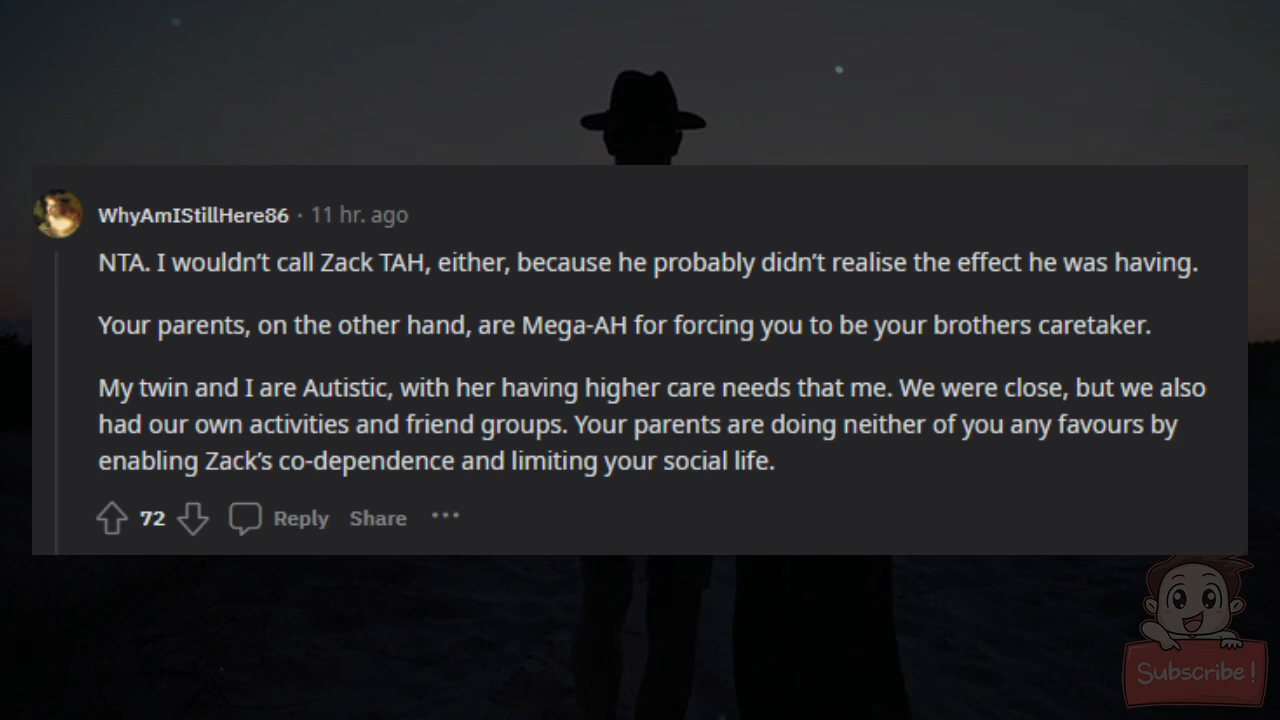 WhyAmIStillHere86 · 11 hr. ago
NTA. I wouldn’t call Zack TAH, either, because he probably didn’t realise the effect he was having.
Your parents, on the other hand, are Mega-AH for forcing you to be your brothers caretaker.
My twin and I are Autistic, with her having higher care needs that me. We were close, but we also
had our own activities and friend groups. Your parents are doing neither of you any favours by
enabling Zack’s co-dependence and limiting your social life.
72 Reply Share ···
Subscribe!